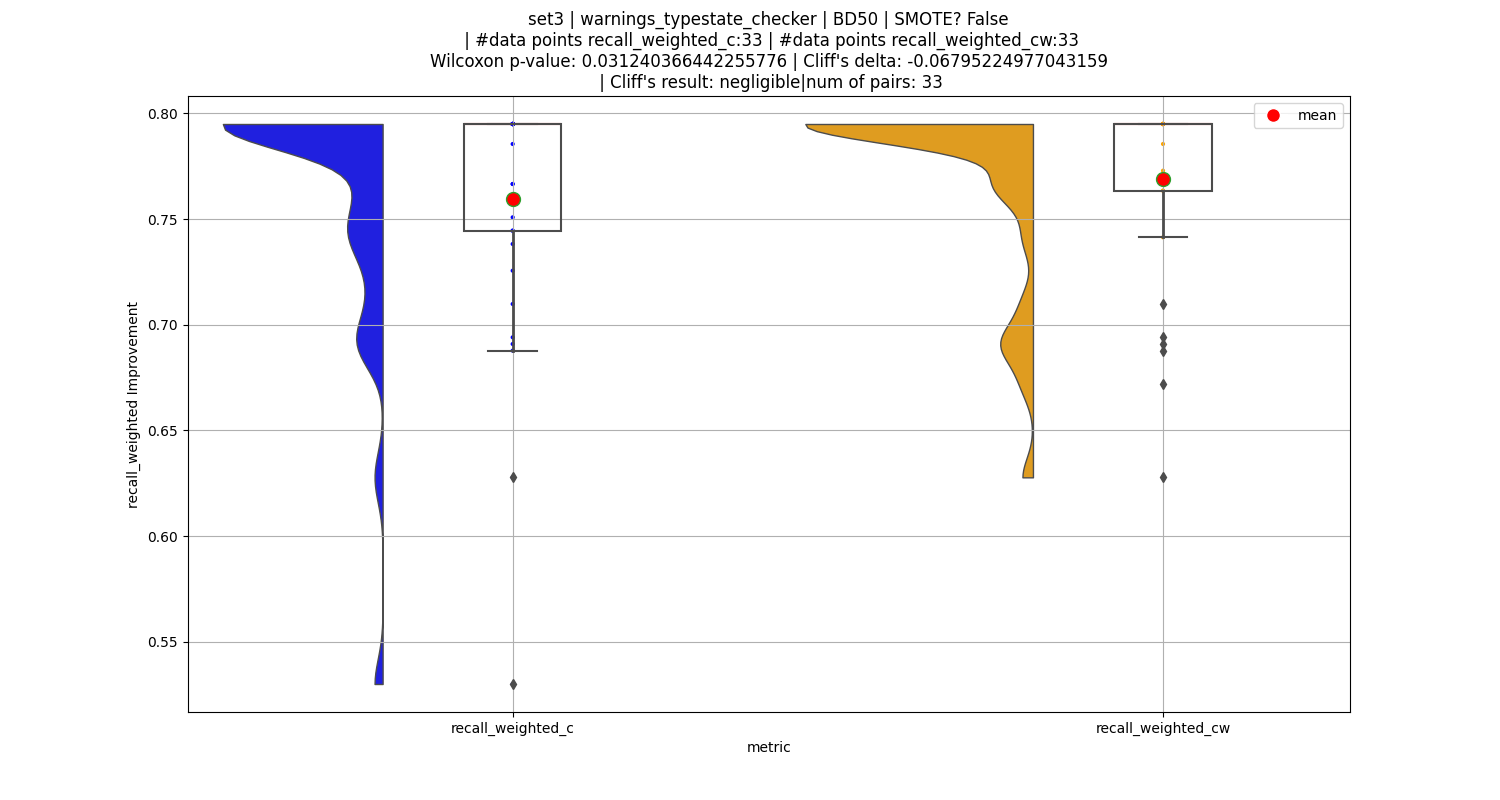 set3 | warnings_typestate_checker | BD50 | SMOTE? False
| #data points recall_weighted_c:33 | #data points recall_weighted_cw:33
Wilcoxon p-value: 0.031240366442255776 | Cliff's delta: -0.06795224977043159
| Cliff's result: negligible|num of pairs: 33
mean
0.80
0.75
0.70
0.65
0.60
0.55
recall_weighted Improvement
recall_weighted_c
recall_weighted_cw
metric